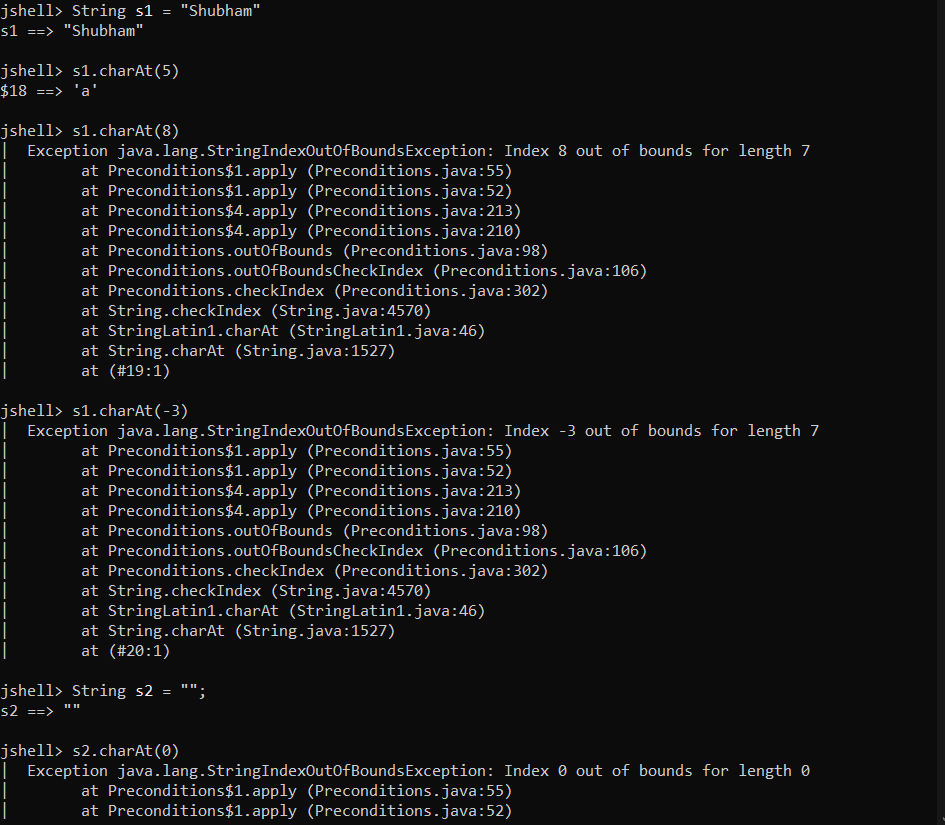 jshell> String s1 = "Shubham"
s1 ==> "Shubham"
jshell> s1.charAt(5)
$18 ==> 'a'
jshell> s1.charAt(8)
|  Exception java.lang.StringIndexOutOfBoundsException: Index 8 out of bounds for length 7
|        at Preconditions$1.apply (Preconditions.java:55)
|        at Preconditions$1.apply (Preconditions.java:52)
|        at Preconditions$4.apply (Preconditions.java:213)
|        at Preconditions$4.apply (Preconditions.java:210)
|        at Preconditions.outOfBounds (Preconditions.java:98)
|        at Preconditions.outOfBoundsCheckIndex (Preconditions.java:106)
|        at Preconditions.checkIndex (Preconditions.java:302)
|        at String.checkIndex (String.java:4570)
|        at StringLatin1.charAt (StringLatin1.java:46)
|        at String.charAt (String.java:1527)
|        at (#19:1)
jshell> s1.charAt(-3)
|  Exception java.lang.StringIndexOutOfBoundsException: Index -3 out of bounds for length 7
|        at Preconditions$1.apply (Preconditions.java:55)
|        at Preconditions$1.apply (Preconditions.java:52)
|        at Preconditions$4.apply (Preconditions.java:213)
|        at Preconditions$4.apply (Preconditions.java:210)
|        at Preconditions.outOfBounds (Preconditions.java:98)
|        at Preconditions.outOfBoundsCheckIndex (Preconditions.java:106)
|        at Preconditions.checkIndex (Preconditions.java:302)
|        at String.checkIndex (String.java:4570)
|        at StringLatin1.charAt (StringLatin1.java:46)
|        at String.charAt (String.java:1527)
|        at (#20:1)
jshell> String s2 = "";
s2 ==> ""
jshell> s2.charAt(0)
|  Exception java.lang.StringIndexOutOfBoundsException: Index 0 out of bounds for length 0
|        at Preconditions$1.apply (Preconditions.java:55)
|        at Preconditions$1.apply (Preconditions.java:52)